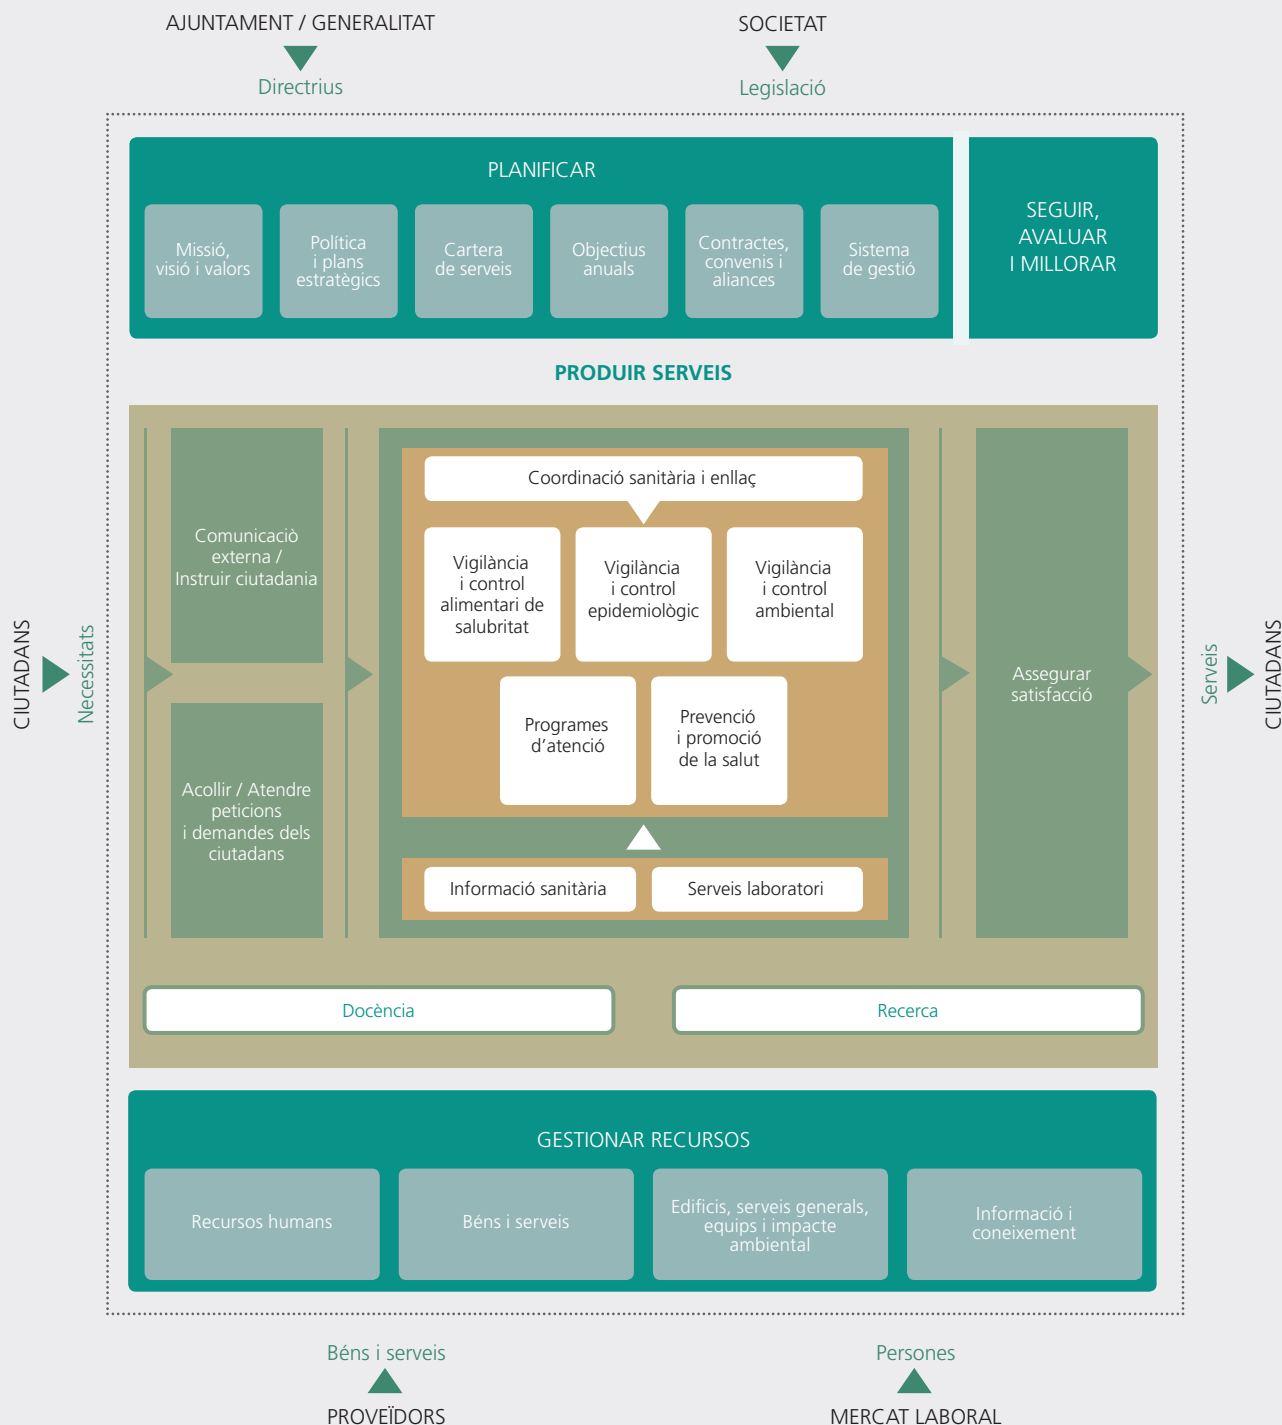 AJUNTAMENT / GENERALITAT
SOCIETAT
Directrius
Legislació
PLANIFICAR
Missió,
visió i valors
Política
i plans
estratègics
Cartera
de serveis
Objectius
anuals
Contractes,
convenis i
aliances
Sistema
de gestió
SEGUIR,
AVALUAR
I MILLORAR
PRODUIR SERVEIS
CIUTADANS
Necessitats
Comunicaciò
externa /
Instruir ciutadania
Acollir / Atendre
peticions
i demandes dels
ciutadans
Coordinació sanitària i enllaç
Vigilància
i control
alimentari de
salubritat
Vigilància
i control
epidemiològic
Vigilància
i control
ambiental
Programes
d’atenció
Prevenció
i promoció
de la salut
Informació sanitària
Serveis laboratori
Assegurar
satisfacció
Serveis
CIUTADANS
Docència
Recerca
GESTIONAR RECURSOS
Recursos humans
Béns i serveis
Edificis, serveis generals,
equips i impacte
ambiental
Informació i
coneixement
Béns i serveis
Persones
PROVEÏDORS
MERCAT LABORAL